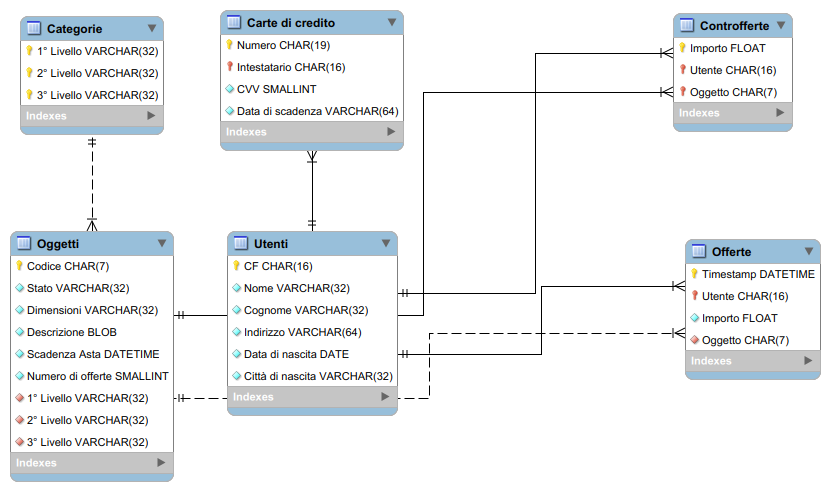 Categorie
1° Livello VARCHAR(32)
2° Livello VARCHAR(32)
3° Livello VARCHAR(32)
Indexes
Carte di credito
Numero CHAR(19)
Intestatario CHAR(16)
CVV SMALLINT
Data di scadenza VARCHAR(64)
Indexes
Controfferte
Importo FLOAT
Utente CHAR(16)
Oggetto CHAR(7)
Indexes
Oggetti
Codice CHAR(7)
Stato VARCHAR(32)
Dimensioni VARCHAR(32)
Descrizione BLOB
Scadenza Asta DATETIME
Numero di offerte SMALLINT
1° Livello VARCHAR(32)
2° Livello VARCHAR(32)
3° Livello VARCHAR(32)
Indexes
Utenti
CF CHAR(16)
Nome VARCHAR(32)
Cognome VARCHAR(32)
Indirizzo VARCHAR(64)
Data di nascita DATE
Città di nascita VARCHAR(32)
Indexes
Offerte
Timestamp DATETIME
Utente CHAR(16)
Importo FLOAT
Oggetto CHAR(7)
Indexes